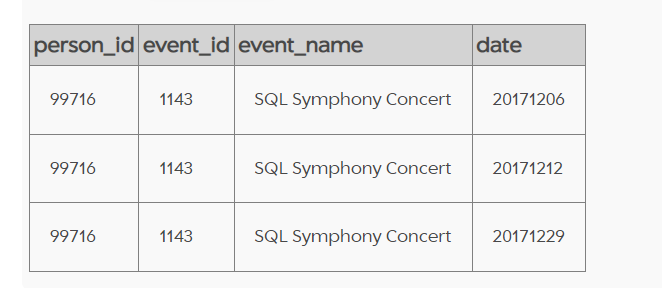 person_id event_id event_name date
99716 1143 SQL Symphony Concert 20171206
99716 1143 SQL Symphony Concert 20171212
99716 1143 SQL Symphony Concert 20171229